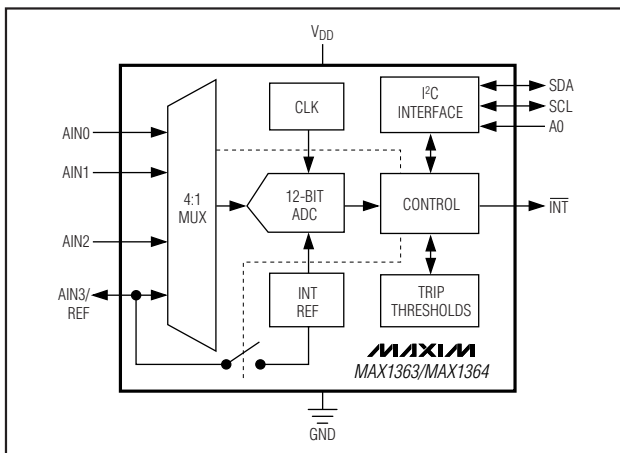 VDD
CLK
I²C
INTERFACE
SDA
SCL
A0
AIN0
AIN1
AIN2
AIN3/
REF
4:1
MUX
12-BIT
ADC
CONTROL
INT
INT
REF
TRIP
THRESHOLDS
MAXIM
MAX1363/MAX1364
GND